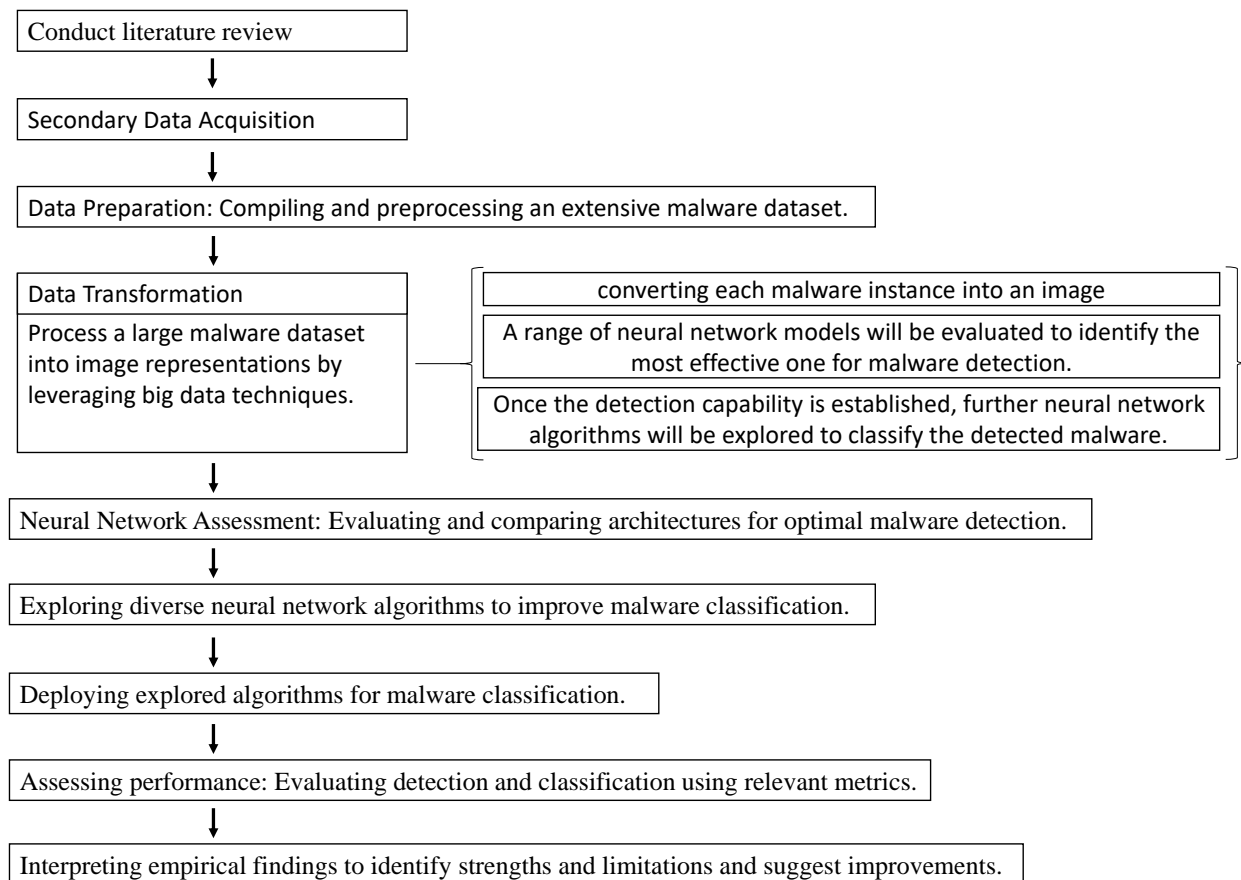 Conduct literature review
Secondary Data Acquisition
Data Preparation: Compiling and preprocessing an extensive malware dataset.
Data Transformation
Process a large malware dataset
into image representations by
leveraging big data techniques.
converting each malware instance into an image
A range of neural network models will be evaluated to identify the
most effective one for malware detection.
Once the detection capability is established, further neural network
algorithms will be explored to classify the detected malware.
Neural Network Assessment: Evaluating and comparing architectures for optimal malware detection.
Exploring diverse neural network algorithms to improve malware classification.
Deploying explored algorithms for malware classification.
Assessing performance: Evaluating detection and classification using relevant metrics.
Interpreting empirical findings to identify strengths and limitations and suggest improvements.